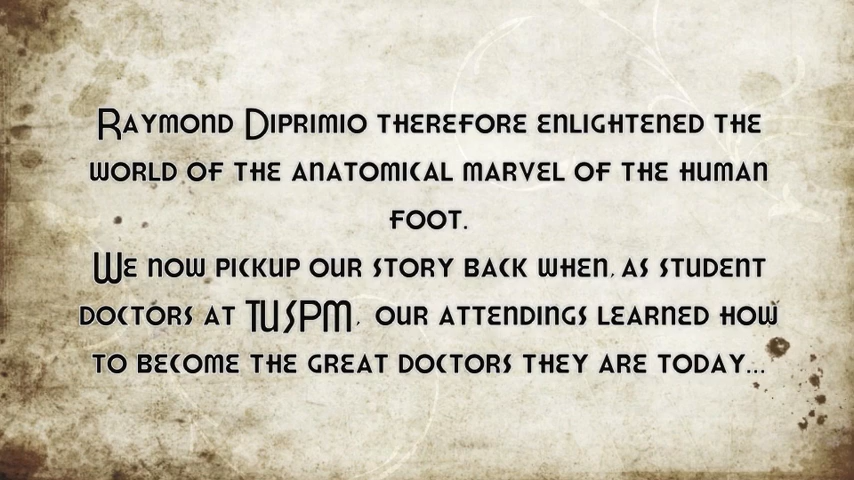 Raymond Diprimio therefore enlightened the
world of the anatomical marvel of the human
foot.
We now pickup our story back when, as student
doctors at TUSPM, our attendings learned how
to become the great doctors they are today...